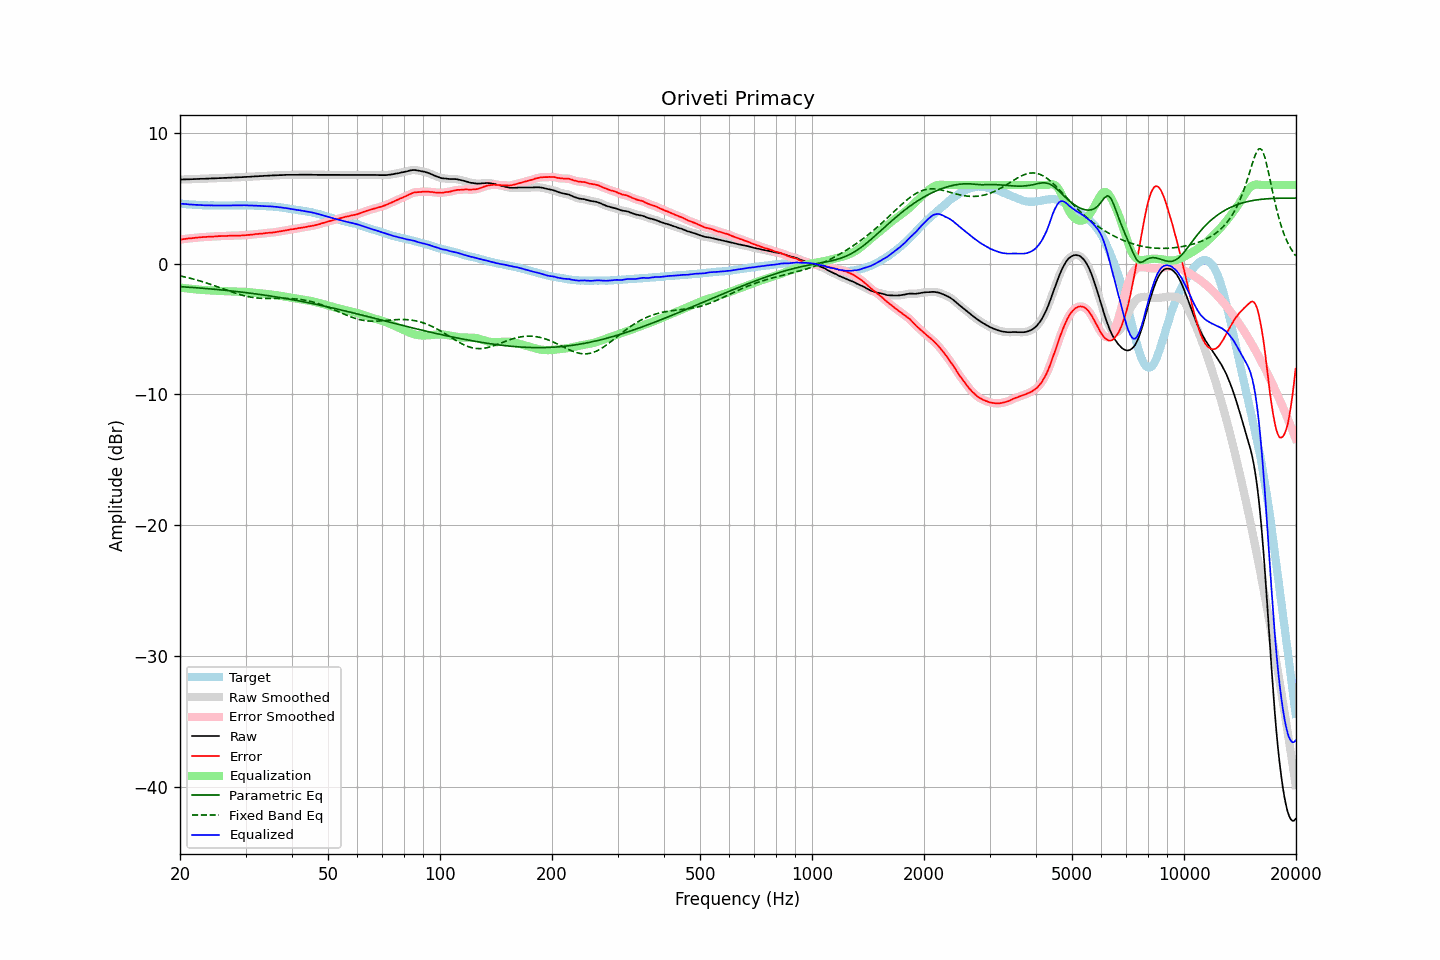 Oriveti Primacy
10
0
−10
−20
−30
−40
Amplitude (dBr)
Target
Raw Smoothed
Error Smoothed
Raw
Error
Equalization
Parametric Eq
Fixed Band Eq
Equalized
20 50 100 200 500 1000 2000 5000 10000 20000
Frequency (Hz)